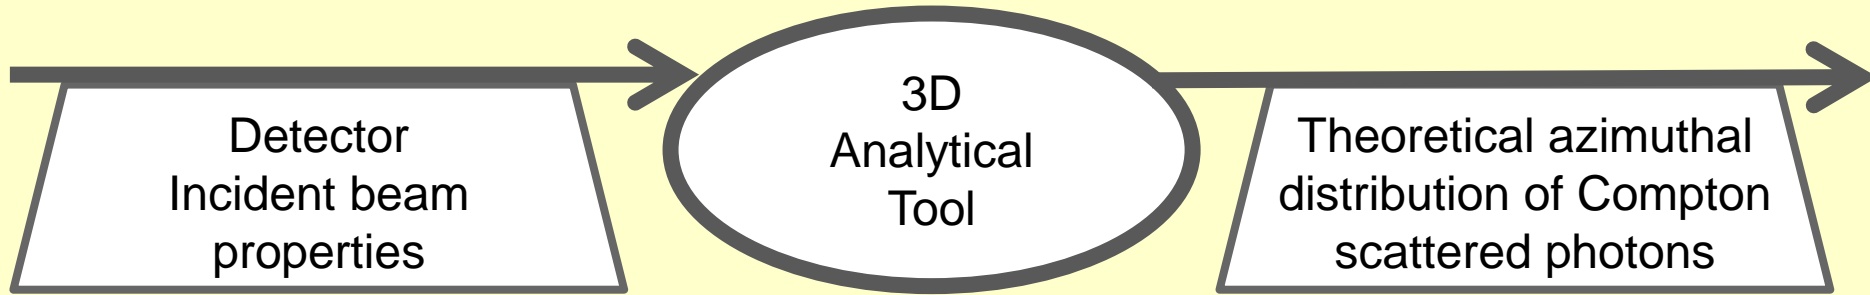 Detector
Incident beam
properties
3D
Analytical
Tool
Theoretical azimuthal
distribution of Compton
scattered photons